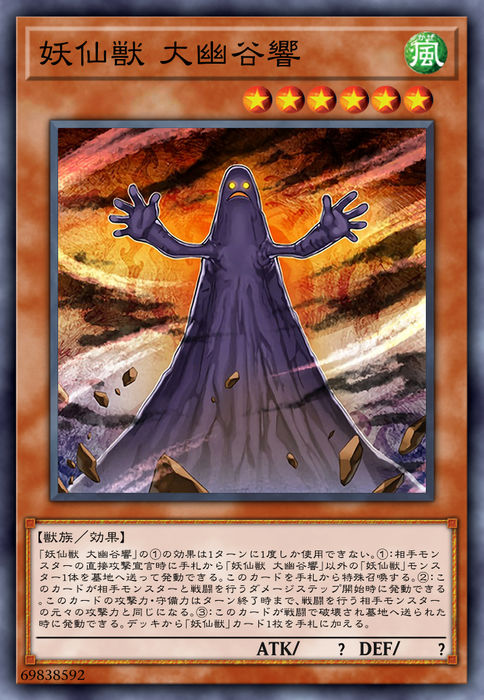 妖仙獣 大幽谷響
かぜ
風
【獣族／効果】
「妖仙獣 大幽谷響」の①の効果は1ターンに1度しか使用できない。①：相手モン
スターの直接攻撃宣言時に手札から「妖仙獣 大幽谷響」以外の「妖仙獣」モンス
ター1体を墓地へ送って発動できる。このカードを手札から特殊召喚する。②：こ
のカードが相手モンスターと戦闘を行うダメージステップ開始時に発動できる
。このカードの攻撃力・守備力はターン終了時まで、戦闘を行う相手モンスター
の元々の攻撃力と同じになる。③：このカードが戦闘で破壊され墓地へ送られた
時に発動できる。デッキから「妖仙獣」カード1枚を手札に加える。
ATK/ ? DEF/ ?
69838592